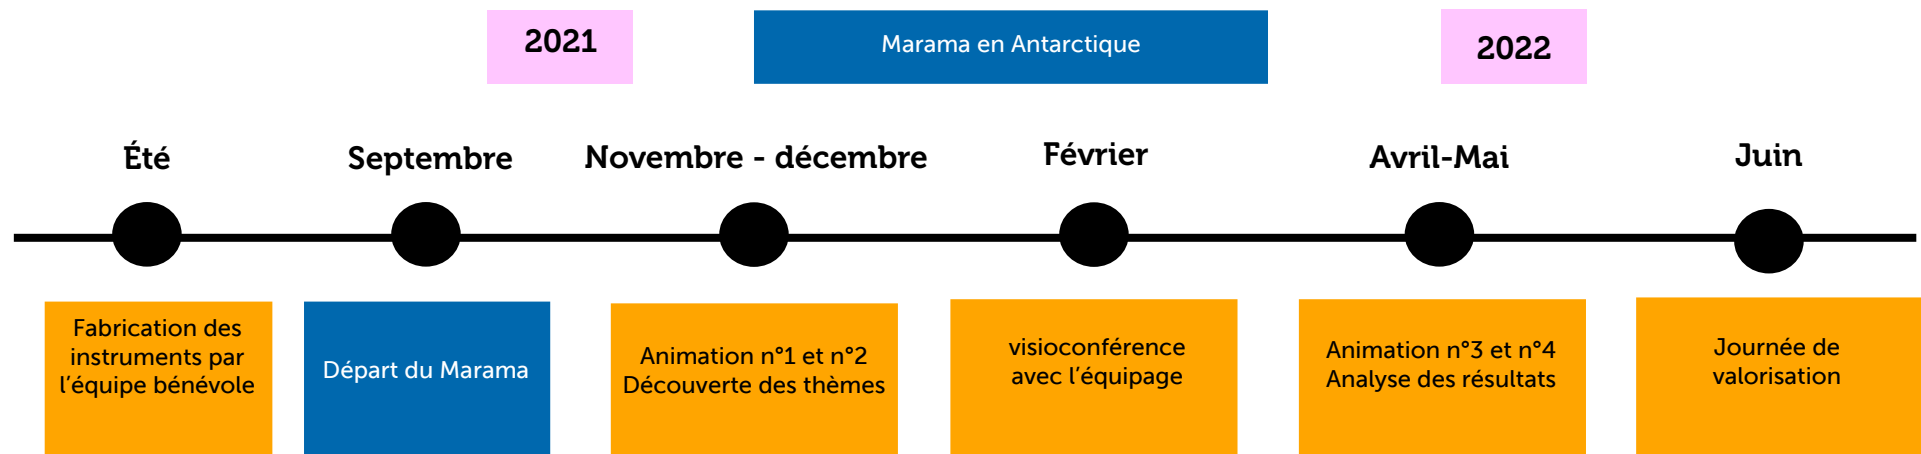 2021
Marama en Antarctique
2022
Été
Septembre
Novembre - décembre
Février
Avril-Mai
Juin
Fabrication des
instruments par
l'équipe bénévole
Départ du Marama
Animation n°1 et n°2
Découverte des thèmes
visioconférence
avec l'équipage
Animation n°3 et n°4
Analyse des résultats
Journée de
valorisation